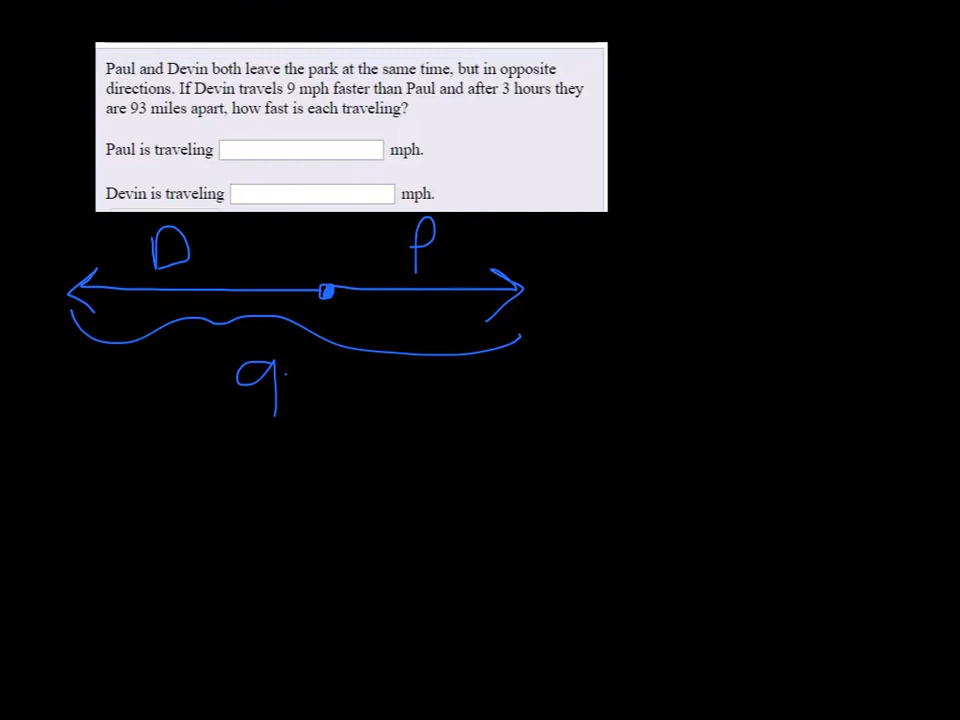 Paul and Devin both leave the park at the same time, but in opposite
directions. If Devin travels 9 mph faster than Paul and after 3 hours they
are 93 miles apart, how fast is each traveling?
Paul is traveling mph.
Devin is traveling mph.
D P
9